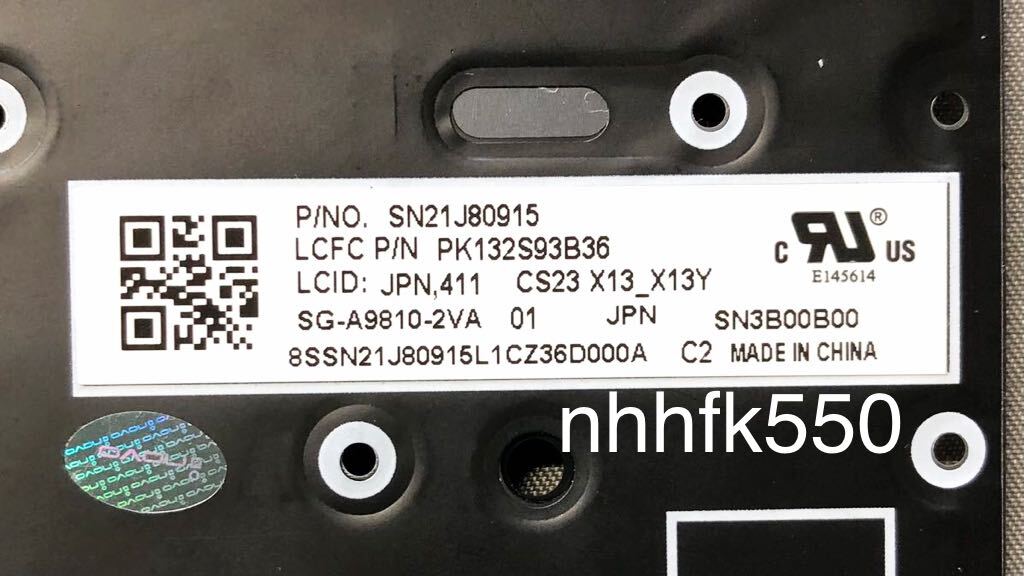 P/NO. SN21J80915
LCFC P/N PK132S93B36
LCID: JPN,411 CS23 X13_X13Y
SG-A9810-2VA 01 JPN SN3B00B00
8SSN21J80915L1CZ36D000A C2 MADE IN CHINA
C RU ® US
E145614
nhhfk550